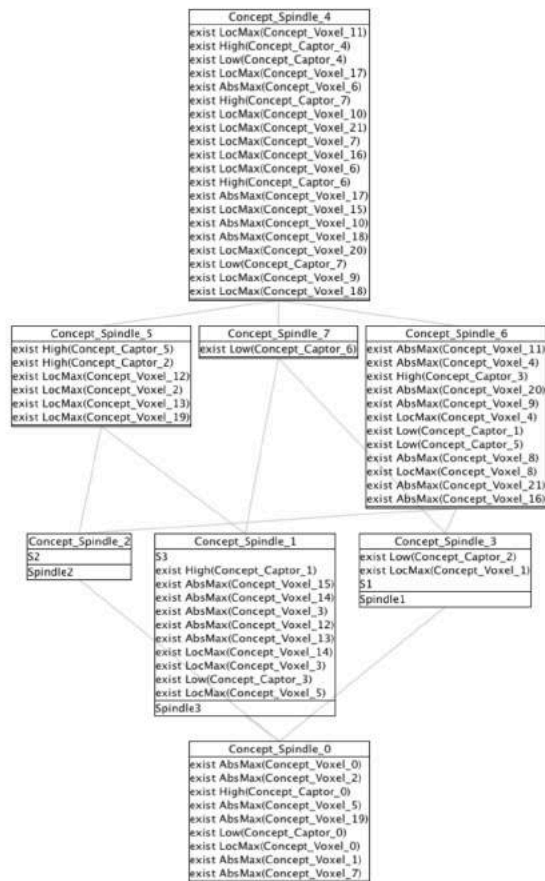 Concept_Spindle_4
exist LocMax(Concept_Voxel_11)
exist High(Concept_Captor_4)
exist Low(Concept_Captor_4)
exist LocMax(Concept_Voxel_17)
exist AbsMax(Concept_Voxel_6)
exist High(Concept_Captor_7)
exist LocMax(Concept_Voxel_10)
exist LocMax(Concept_Voxel_21)
exist LocMax(Concept_Voxel_7)
exist LocMax(Concept_Voxel_16)
exist LocMax(Concept_Voxel_6)
exist High(Concept_Captor_6)
exist AbsMax(Concept_Voxel_17)
exist LocMax(Concept_Voxel_15)
exist AbsMax(Concept_Voxel_10)
exist AbsMax(Concept_Voxel_18)
exist LocMax(Concept_Voxel_20)
exist Low(Concept_Captor_7)
exist LocMax(Concept_Voxel_9)
exist LocMax(Concept_Voxel_18)
Concept_Spindle_5
exist High(Concept_Captor_5)
exist High(Concept_Captor_2)
exist LocMax(Concept_Voxel_12)
exist LocMax(Concept_Voxel_2)
exist LocMax(Concept_Voxel_13)
exist LocMax(Concept_Voxel_19)
Concept_Spindle_7
exist Low(Concept_Captor_6)
Concept_Spindle_6
exist AbsMax(Concept_Voxel_11)
exist AbsMax(Concept_Voxel_4)
exist High(Concept_Captor_3)
exist AbsMax(Concept_Voxel_20)
exist AbsMax(Concept_Voxel_9)
exist LocMax(Concept_Voxel_4)
exist Low(Concept_Captor_1)
exist Low(Concept_Captor_5)
exist AbsMax(Concept_Voxel_8)
exist LocMax(Concept_Voxel_8)
exist AbsMax(Concept_Voxel_21)
exist AbsMax(Concept_Voxel_16)
Concept_Spindle_2
S2
Spindle2
Concept_Spindle_1
S3
exist High(Concept_Captor_1)
exist AbsMax(Concept_Voxel_15)
exist AbsMax(Concept_Voxel_14)
exist AbsMax(Concept_Voxel_3)
exist AbsMax(Concept_Voxel_12)
exist AbsMax(Concept_Voxel_13)
exist LocMax(Concept_Voxel_14)
exist LocMax(Concept_Voxel_3)
exist Low(Concept_Captor_3)
exist LocMax(Concept_Voxel_5)
Spindle3
Concept_Spindle_3
exist Low(Concept_Captor_2)
exist LocMax(Concept_Voxel_1)
S1
Spindle1
Concept_Spindle_0
exist AbsMax(Concept_Voxel_0)
exist AbsMax(Concept_Voxel_2)
exist High(Concept_Captor_0)
exist AbsMax(Concept_Voxel_5)
exist AbsMax(Concept_Voxel_19)
exist Low(Concept_Captor_0)
exist LocMax(Concept_Voxel_0)
exist AbsMax(Concept_Voxel_1)
exist AbsMax(Concept_Voxel_7)